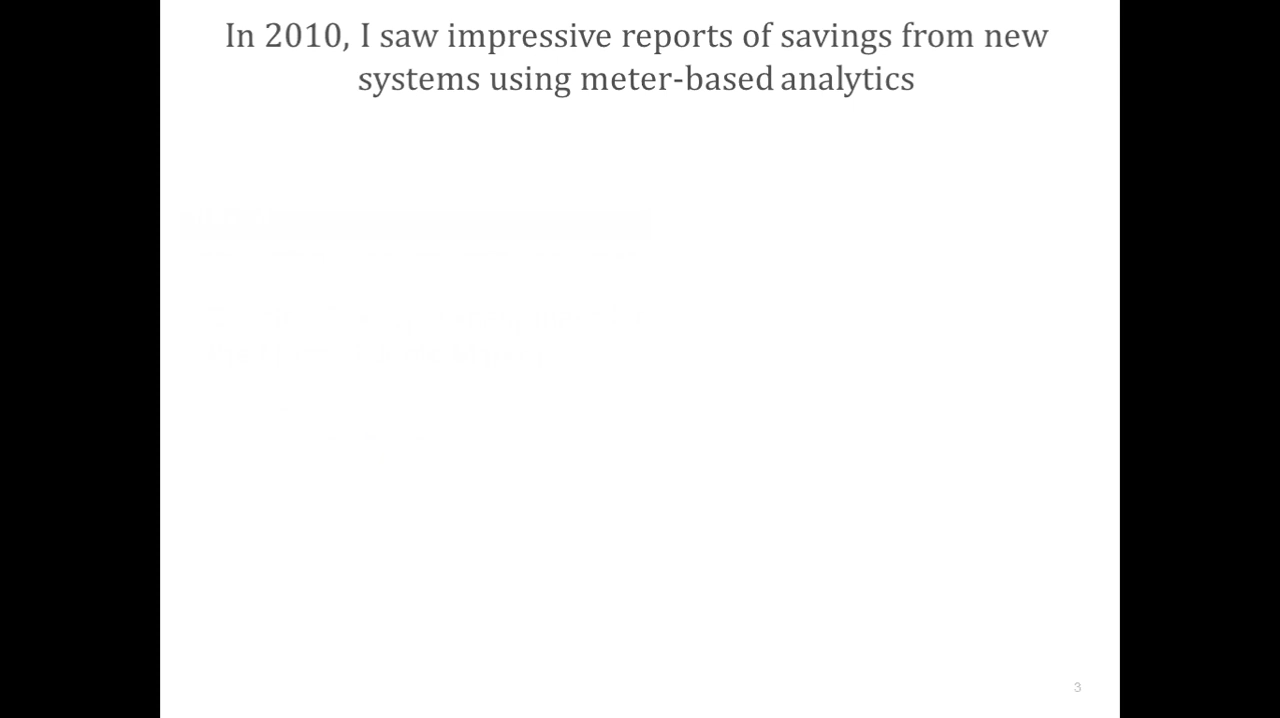 In 2010, I saw impressive reports of savings from new
systems using meter-based analytics
3